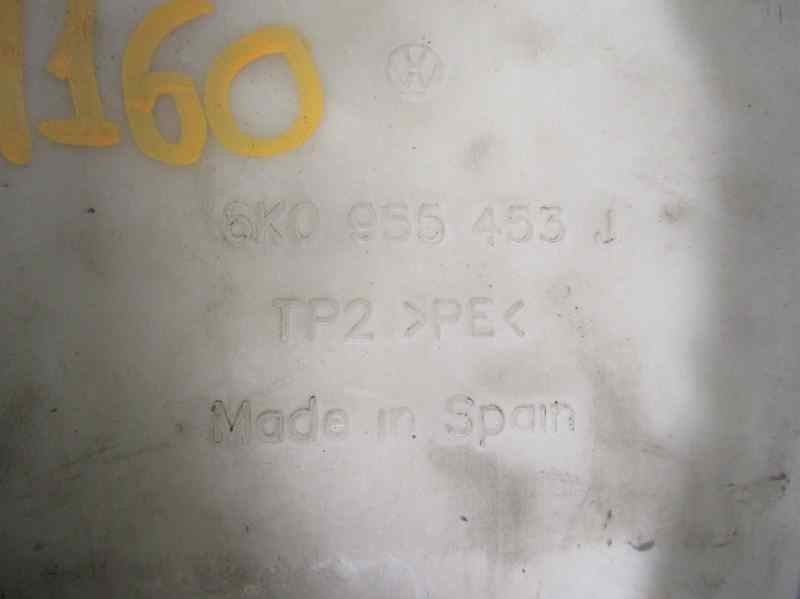 1160
6K0 955 453 J
TP2 >PE<
Made in Spain